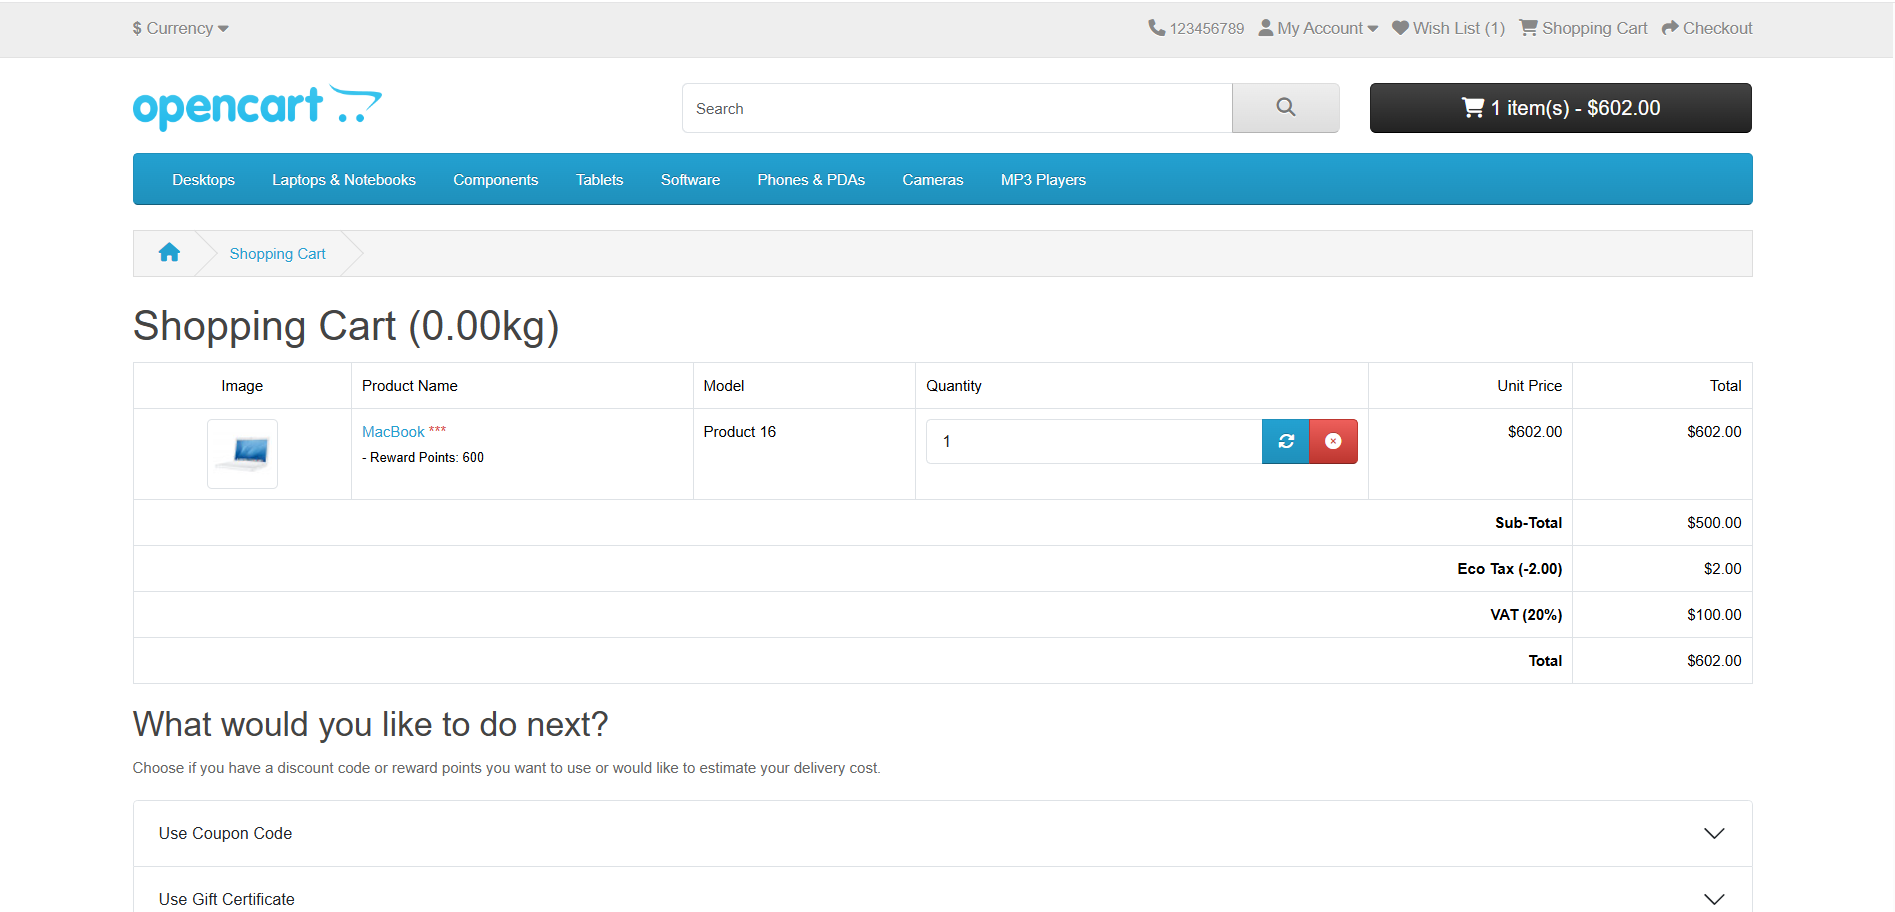 $ Currency
123456789 My Account Wish List (1) Shopping Cart Checkout
opencart
Search
1 item(s) - $602.00
Desktops Laptops & Notebooks Components Tablets Software Phones & PDAs Cameras MP3 Players
Shopping Cart
Shopping Cart (0.00kg)
Image Product Name Model Quantity Unit Price Total
MacBook *** Product 16 1 $602.00 $602.00
- Reward Points: 600
Sub-Total $500.00
Eco Tax (-2.00) $2.00
VAT (20%) $100.00
Total $602.00
What would you like to do next?
Choose if you have a discount code or reward points you want to use or would like to estimate your delivery cost.
Use Coupon Code
Use Gift Certificate